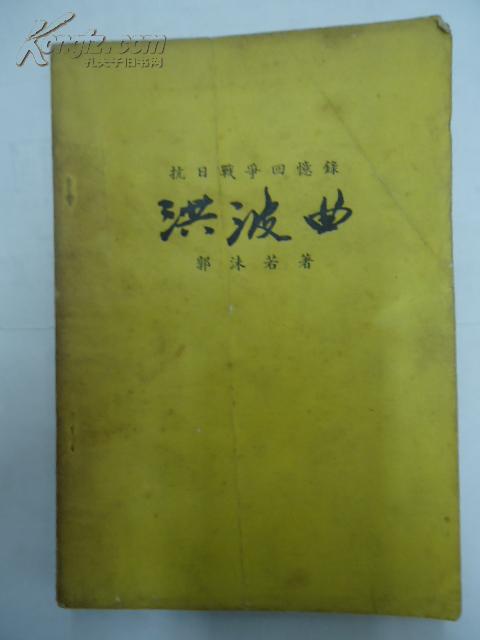 Kongfz.com
孔夫子旧书网
抗日戰爭回憶錄
洪波曲
郭沫若著